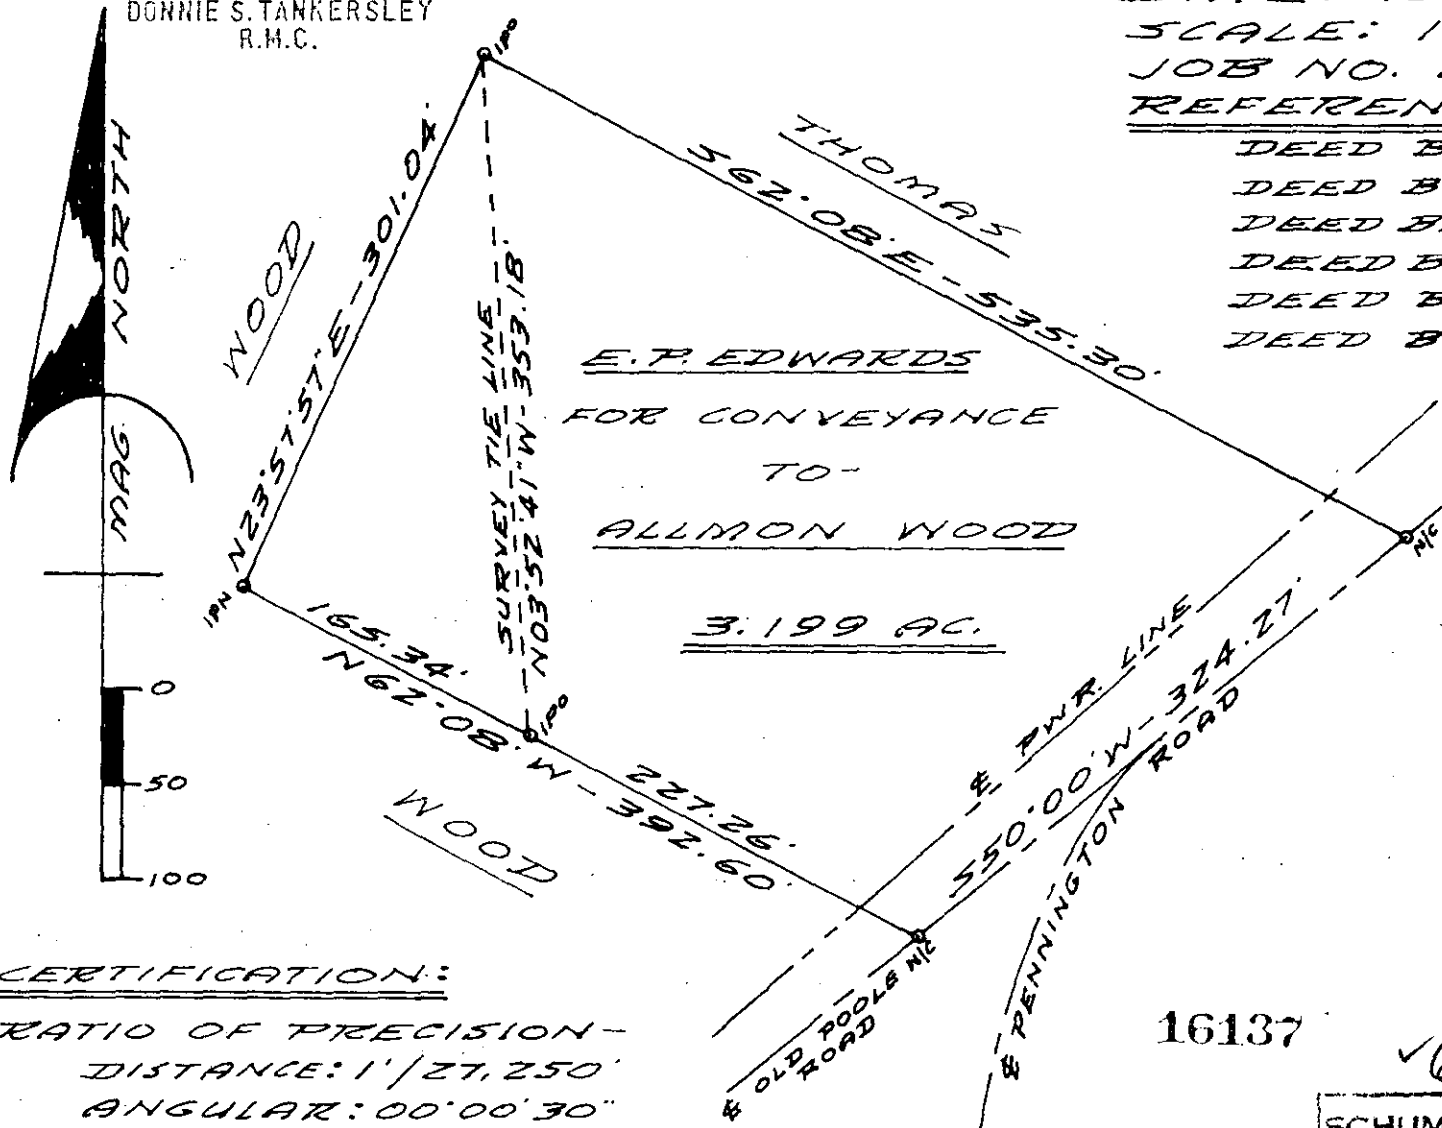 DONNIE S. TANKERSLEY
R.M.C.
SCALE: 1
JOB NO.
REFEREN
DEED B
DEED B
DEED B
DEED B
DEED B
DEED B
MAG. NORTH
0
50
100
IPO
WOOD
N23°57'57"E-301.04'
THOMAS
S62°08'E-535.30'
SURVEY TIE LINE
N03°52'41"W-353.18'
E.P. EDWARDS
FOR CONVEYANCE
TO-
ALLMON WOOD
3.199 AC.
IPN
165.34'
N62°08'W-392.60'
IPO
227.26'
WOOD
N/C
℄ PWR. LINE
S50°00'W-324.27'
N/C
℄ OLD POOLE ROAD
ROAD
℄ PENNINGTON
CERTIFICATION:
RATIO OF PRECISION-
DISTANCE: 1'/27,250'
ANGULAR: 00°00'30"
16137
SCHUM